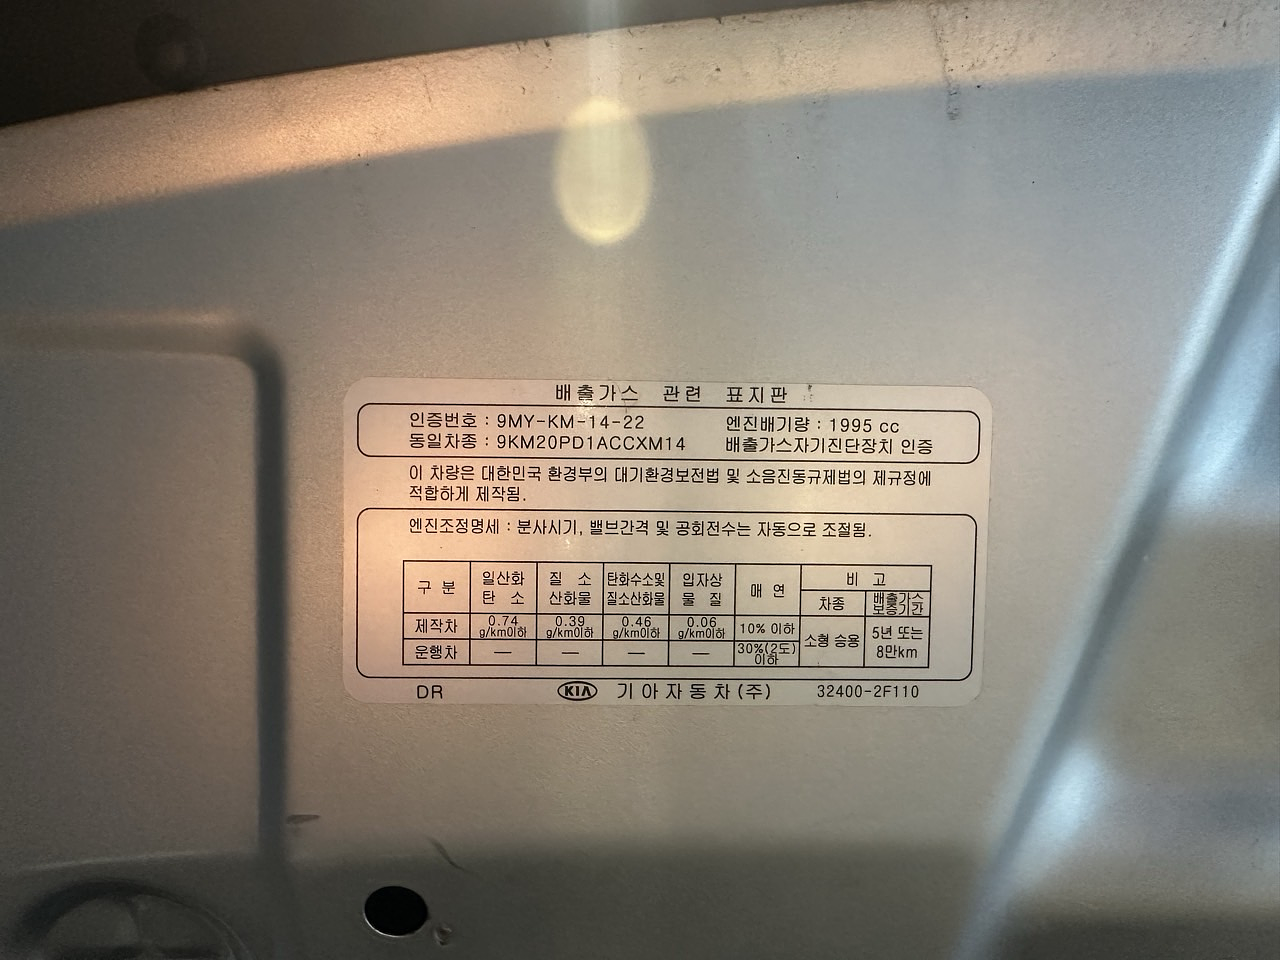 배출가스 관련 표지판
인증번호 : 9MY-KM-14-22 엔진배기량 : 1995 cc
동일차종 : 9KM20PD1ACCXM14 배출가스자기진단장치 인증
이 차량은 대한민국 환경부의 대기환경보전법 및 소음진동규제법의 제규정에
적합하게 제작됨.
엔진조정명세 : 분사시기, 밸브간격 및 공회전수는 자동으로 조절됨.
구 분 일산화 탄 소 질 소 산화물 탄화수소및 질소산화물 입자상 물 질 매 연 비 고
차종 배출가스 보증기간
제작차 0.74 g/km이하 0.39 g/km이하 0.46 g/km이하 0.06 g/km이하 10% 이하 소형 승용 5년 또는 8만km
운행차 — — — — 30%(2도) 이하
DR KIA 기아자동차(주) 32400-2F110